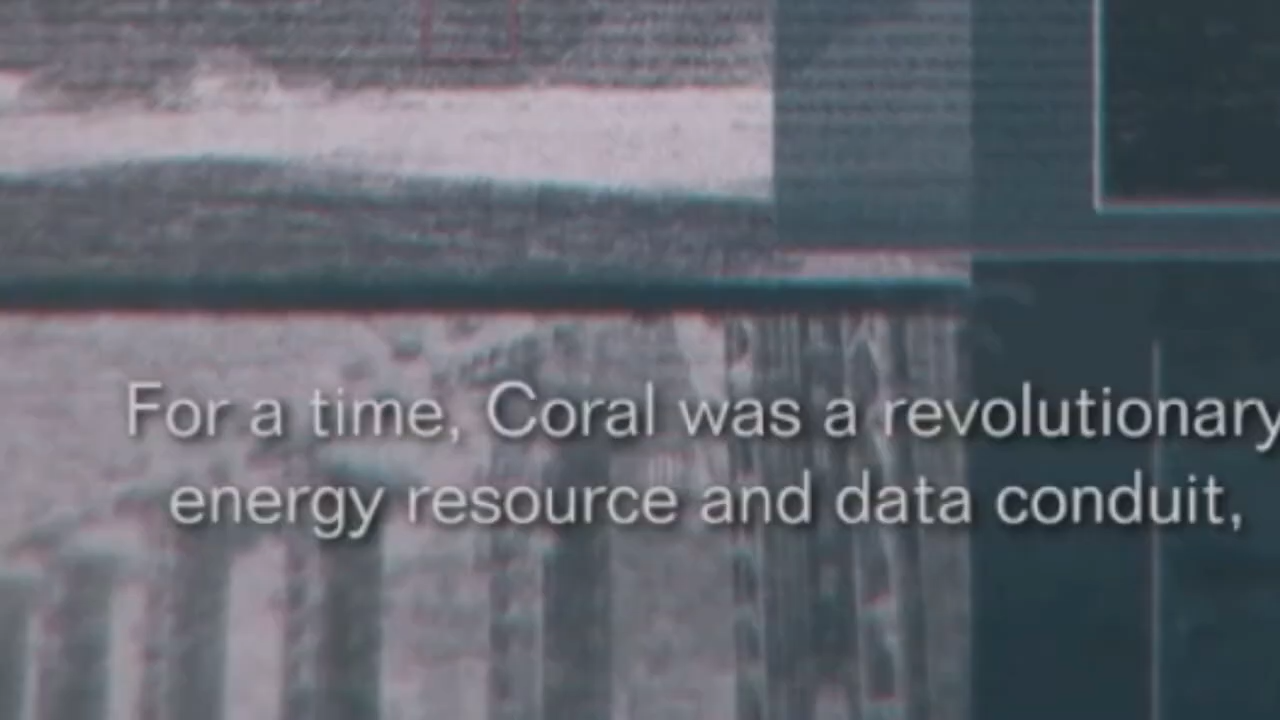 For a time, Coral was a revolutionary
energy resource and data conduit,